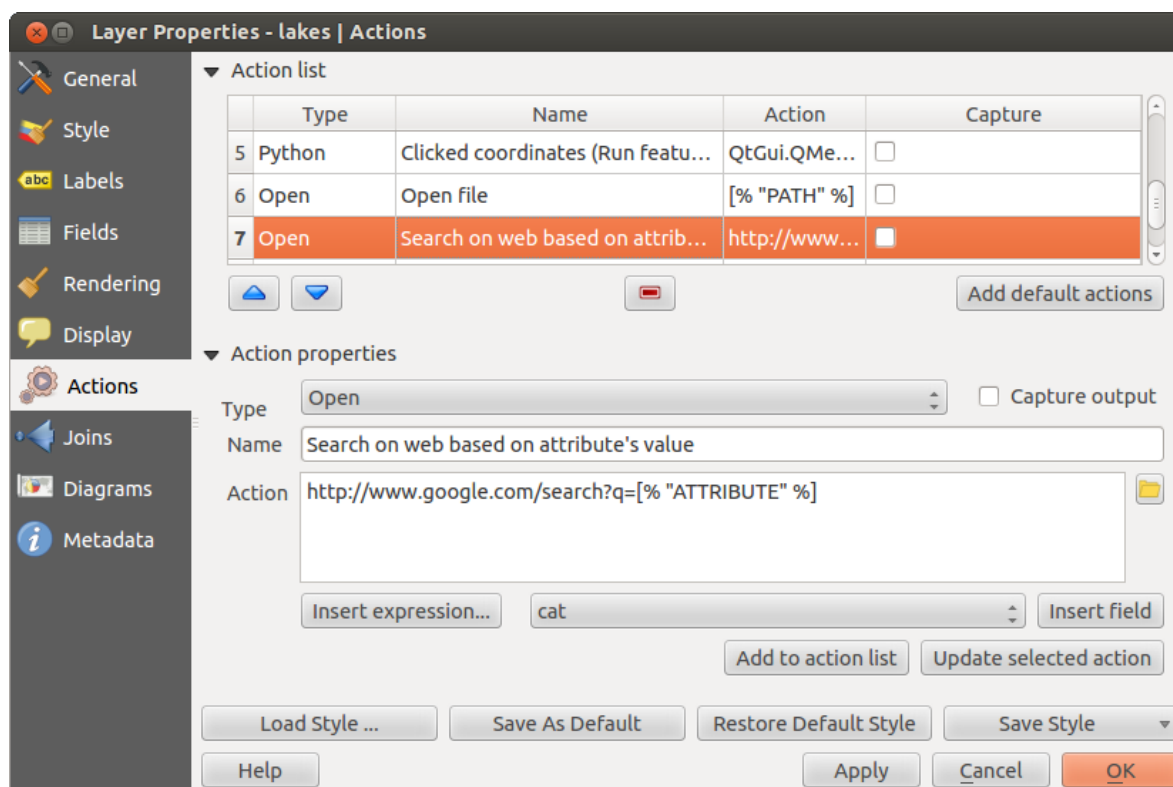 Layer Properties - lakes | Actions
General
Style
abc Labels
Fields
Rendering
Display
Actions
Joins
Diagrams
i Metadata
Action list
Type Name Action Capture
5 Python Clicked coordinates (Run featu... QtGui.QMe...
6 Open Open file [% "PATH" %]
7 Open Search on web based on attrib... http://www...
Add default actions
Action properties
Type Open Capture output
Name Search on web based on attribute's value
Action http://www.google.com/search?q=[% "ATTRIBUTE" %]
Insert expression... cat Insert field
Add to action list Update selected action
Load Style ... Save As Default Restore Default Style Save Style
Help Apply Cancel OK